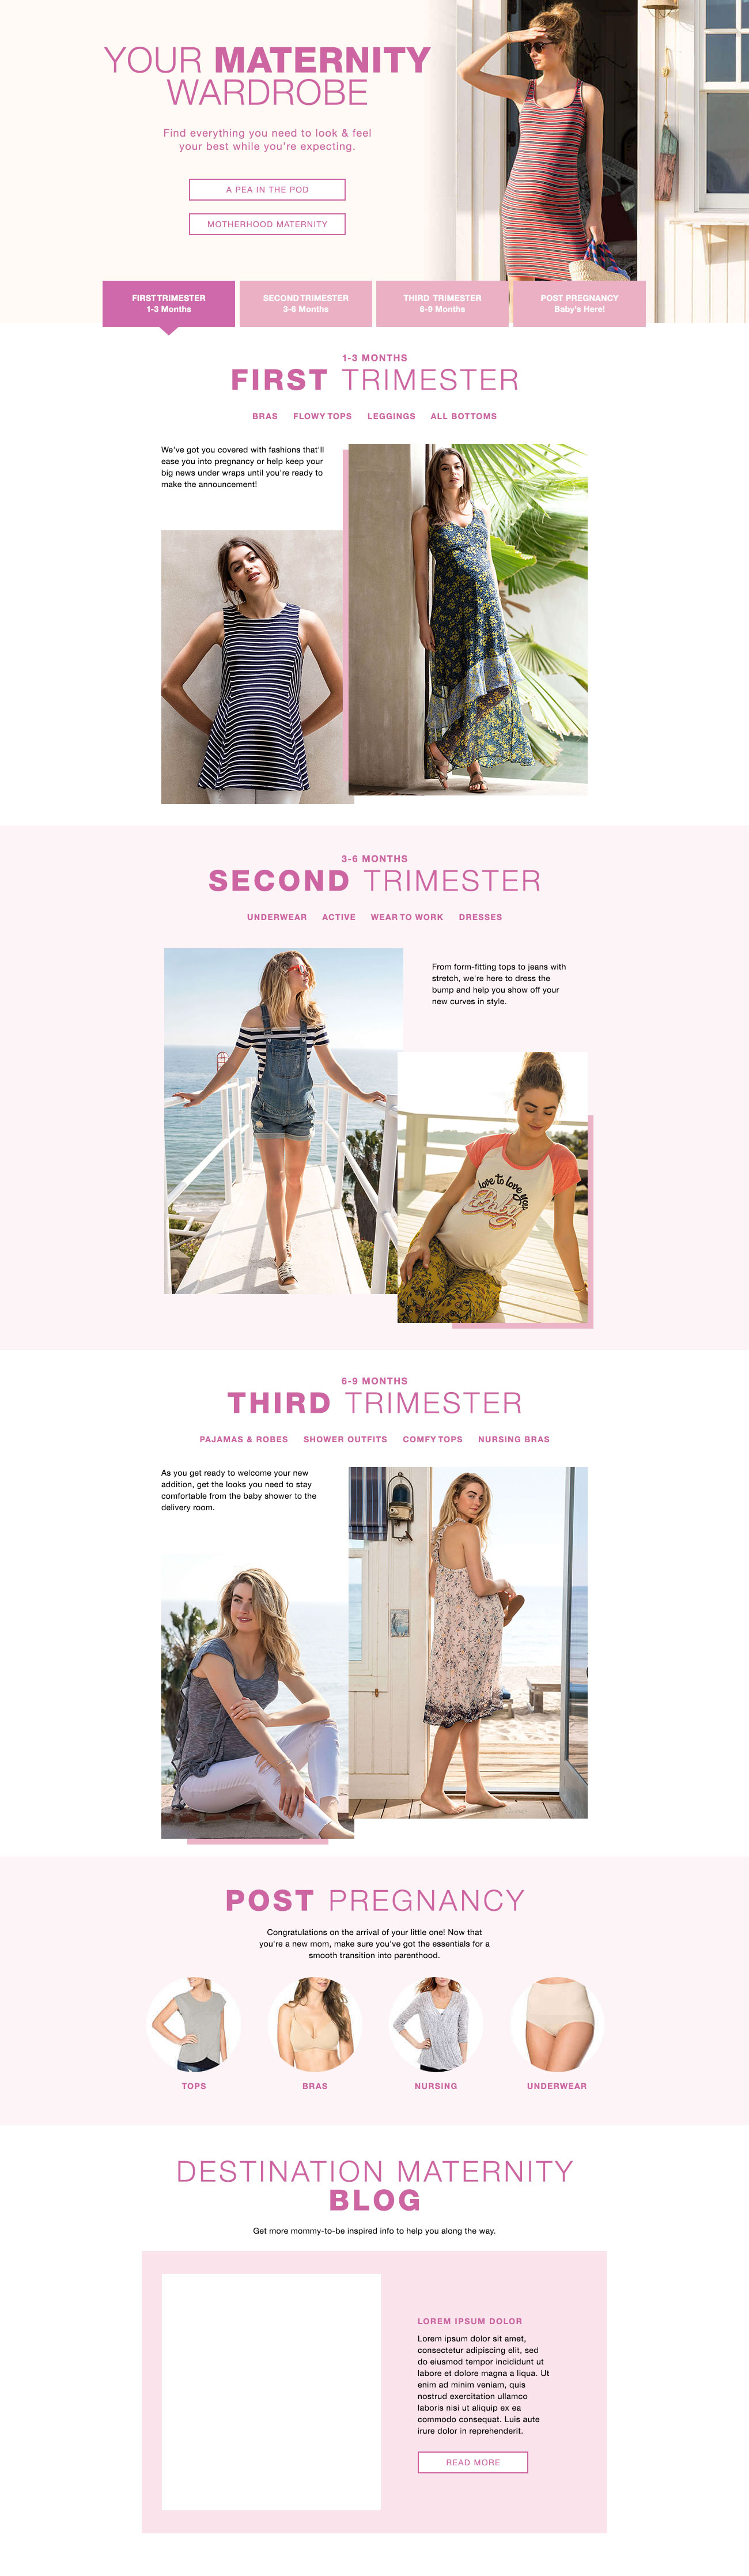 YOUR MATERNITY
WARDROBE
Find everything you need to look & feel
your best while you're expecting.
A PEA IN THE POD
MOTHERHOOD MATERNITY
FIRST TRIMESTER
1-3 Months
SECOND TRIMESTER
3-6 Months
THIRD TRIMESTER
6-9 Months
POST PREGNANCY
Baby's Here!
1-3 MONTHS
FIRST TRIMESTER
BRAS FLOWY TOPS LEGGINGS ALL BOTTOMS
We've got you covered with fashions that'll
ease you into pregnancy or help keep your
big news under wraps until you're ready to
make the announcement!
3-6 MONTHS
SECOND TRIMESTER
UNDERWEAR ACTIVE WEAR TO WORK DRESSES
From form-fitting tops to jeans with
stretch, we're here to dress the
bump and help you show off your
new curves in style.
love to love you
Baby
6-9 MONTHS
THIRD TRIMESTER
PAJAMAS & ROBES SHOWER OUTFITS COMFY TOPS NURSING BRAS
As you get ready to welcome your new
addition, get the looks you need to stay
comfortable from the baby shower to the
delivery room.
POST PREGNANCY
Congratulations on the arrival of your little one! Now that
you're a new mom, make sure you've got the essentials for a
smooth transition into parenthood.
TOPS
BRAS
NURSING
UNDERWEAR
DESTINATION MATERNITY
BLOG
Get more mommy-to-be inspired info to help you along the way.
LOREM IPSUM DOLOR
Lorem ipsum dolor sit amet,
consectetur adipiscing elit, sed
do eiusmod tempor incididunt ut
labore et dolore magna a liqua. Ut
enim ad minim veniam, quis
nostrud exercitation ullamco
laboris nisi ut aliquip ex ea
commodo consequat. Luis aute
irure dolor in reprehenderit.
READ MORE